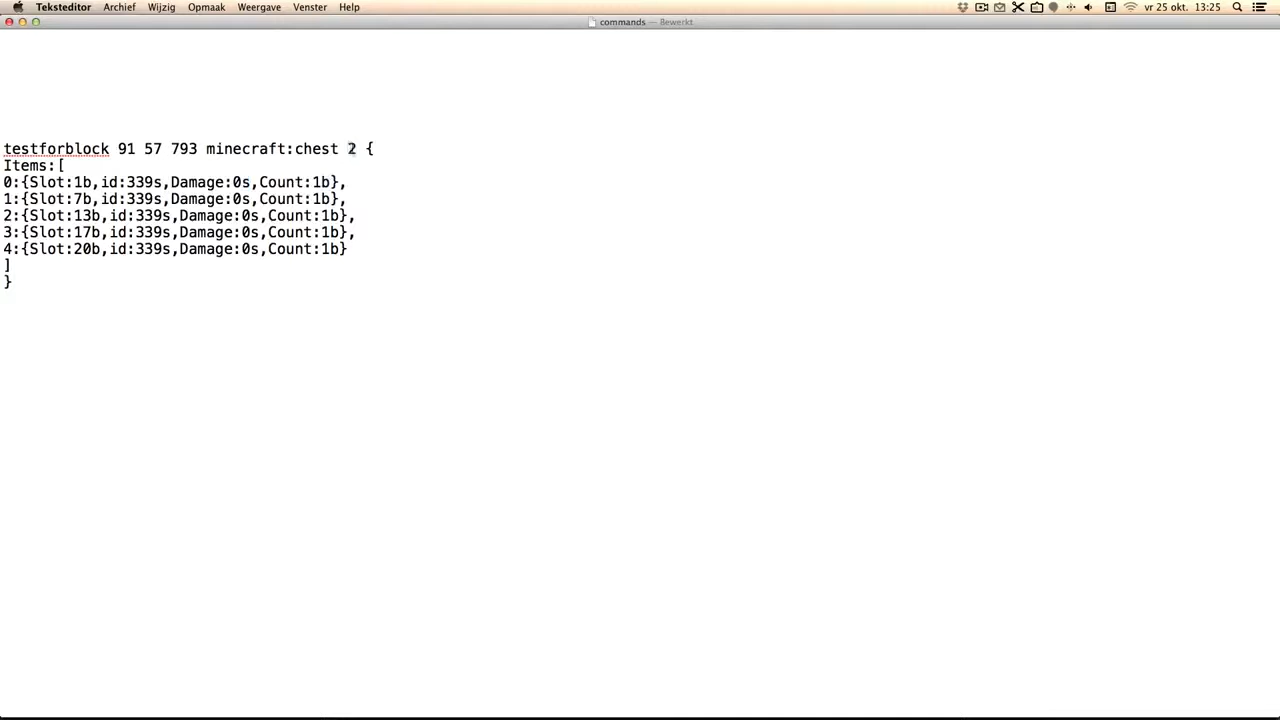 Teksteditor Archief Wijzig Opmaak Weergave Venster Help vr 25 okt. 13:25
commands — Bewerkt
testforblock 91 57 793 minecraft:chest 2 {
Items:[
0:{Slot:1b,id:339s,Damage:0s,Count:1b},
1:{Slot:7b,id:339s,Damage:0s,Count:1b},
2:{Slot:13b,id:339s,Damage:0s,Count:1b},
3:{Slot:17b,id:339s,Damage:0s,Count:1b},
4:{Slot:20b,id:339s,Damage:0s,Count:1b}
]
}